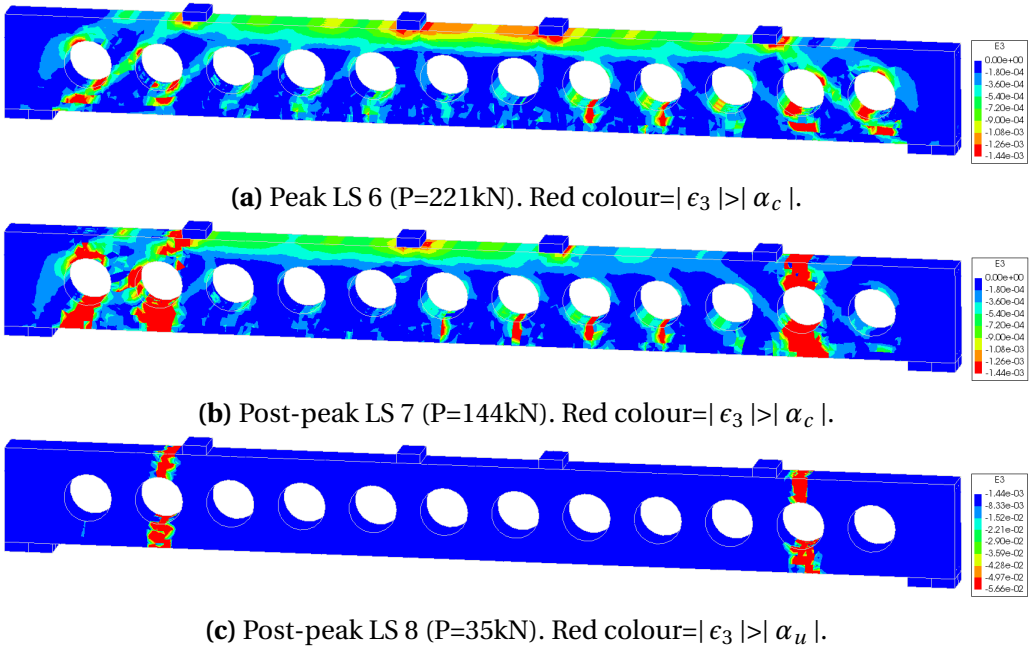 E3
0.00e+00
-1.80e-04
-3.60e-04
-5.40e-04
-7.20e-04
-9.00e-04
-1.08e-03
-1.26e-03
-1.44e-03
(a) Peak LS 6 (P=221kN). Red colour=| ϵ3 |>| αc |.
E3
0.00e+00
-1.80e-04
-3.60e-04
-5.40e-04
-7.20e-04
-9.00e-04
-1.08e-03
-1.26e-03
-1.44e-03
(b) Post-peak LS 7 (P=144kN). Red colour=| ϵ3 |>| αc |.
E3
-1.44e-03
-8.33e-03
-1.52e-02
-2.21e-02
-2.90e-02
-3.59e-02
-4.28e-02
-4.97e-02
-5.66e-02
(c) Post-peak LS 8 (P=35kN). Red colour=| ϵ3 |>| αu |.